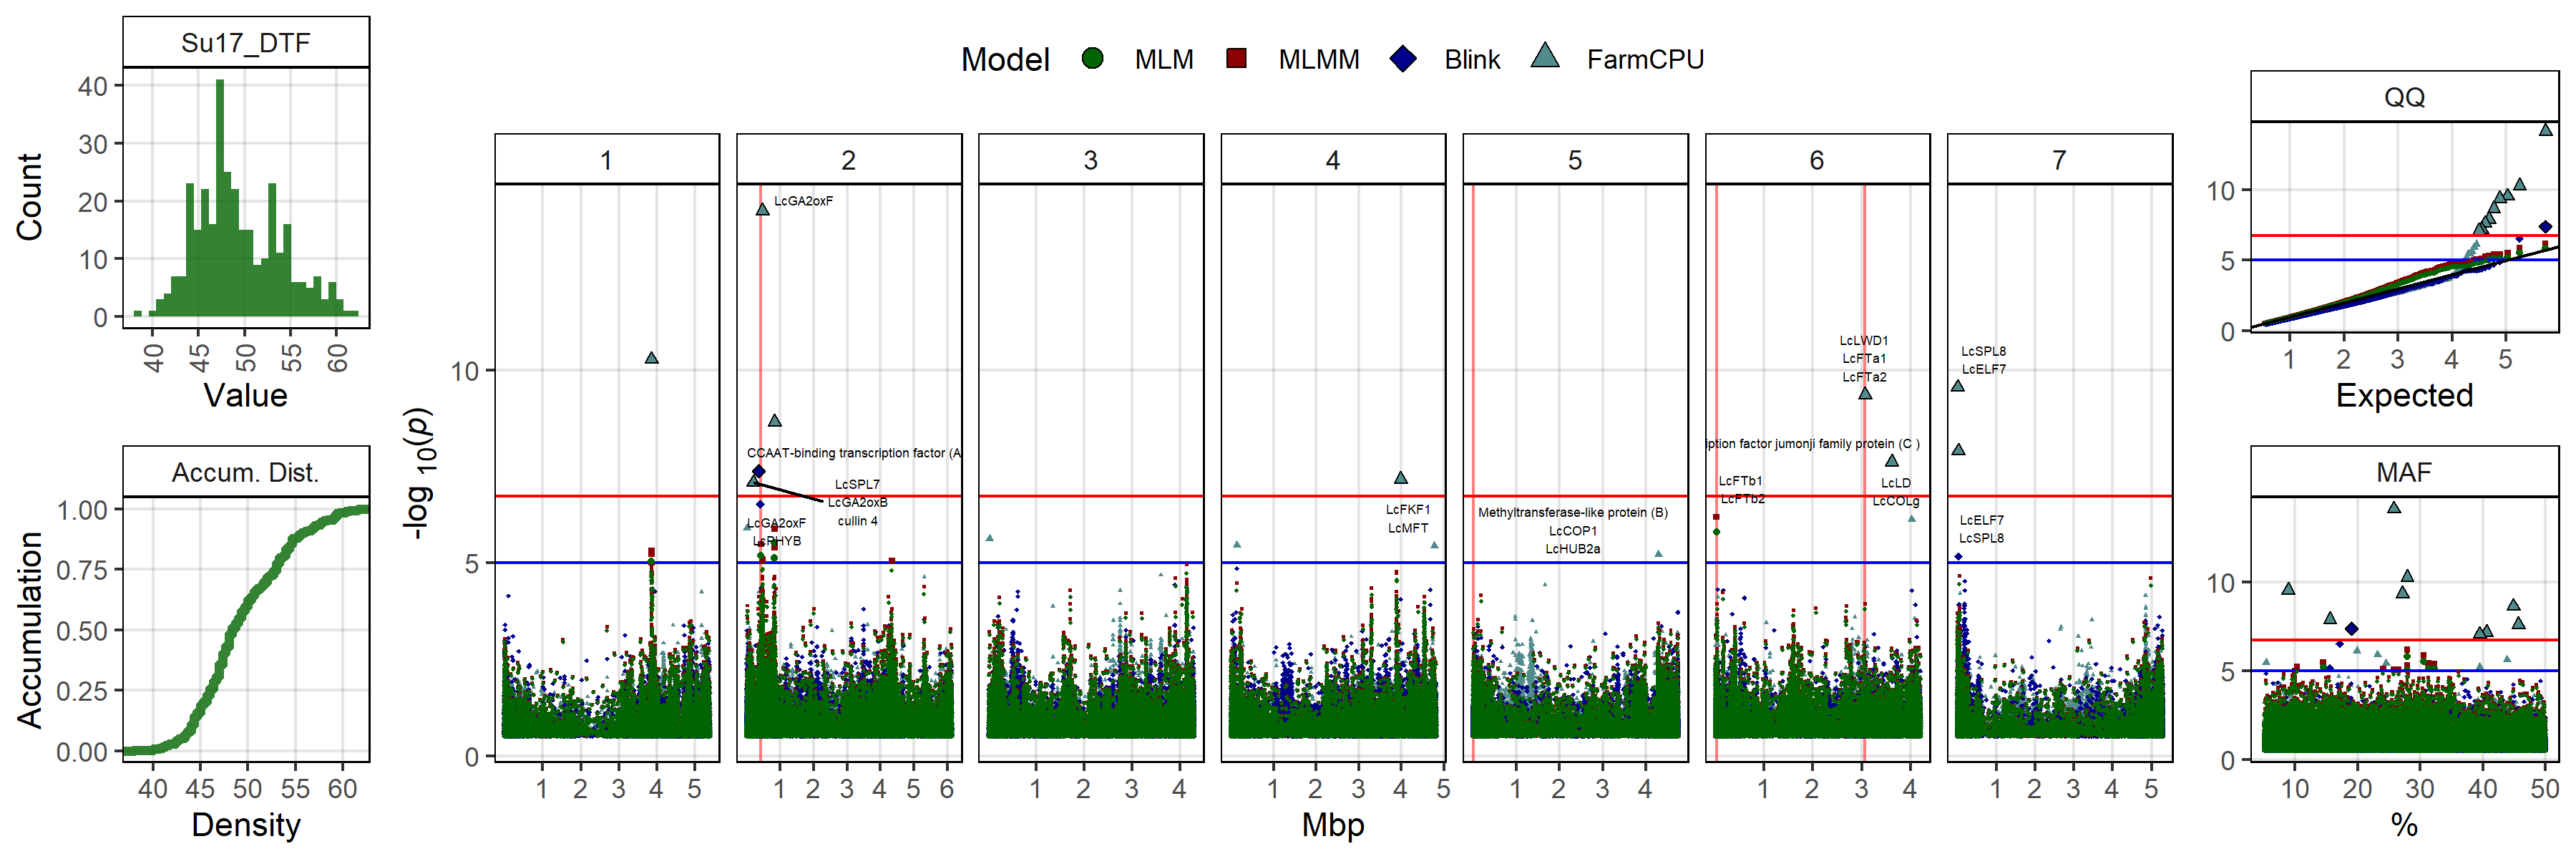 Su17_DTF
Count
40
30
20
10
0
40 45 50 55 60
Value
Accum. Dist.
Accumulation
1.00
0.75
0.50
0.25
0.00
40 45 50 55 60
Density
Model MLM MLMM Blink FarmCPU
-log 10(p)
10
5
0
1 2 3 4 5 6 7
LcGA2oxF
CCAAT-binding transcription factor (A
LcSPL7
LcGA2oxB
cullin 4
LcGA2oxF
LcPHYB
LcFKF1
LcMFT
Methyltransferase-like protein (B)
LcCOP1
LcHUB2a
LcLWD1
LcFTa1
LcFTa2
iption factor jumonji family protein (C )
LcFTb1
LcFTb2
LcLD
LcCOLg
LcSPL8
LcELF7
LcELF7
LcSPL8
1 2 3 4 5
1 2 3 4 5 6
1 2 3 4
1 2 3 4 5
1 2 3 4
1 2 3 4
1 2 3 4 5
Mbp
QQ
10
5
0
1 2 3 4 5
Expected
MAF
10
5
0
10 20 30 40 50
%